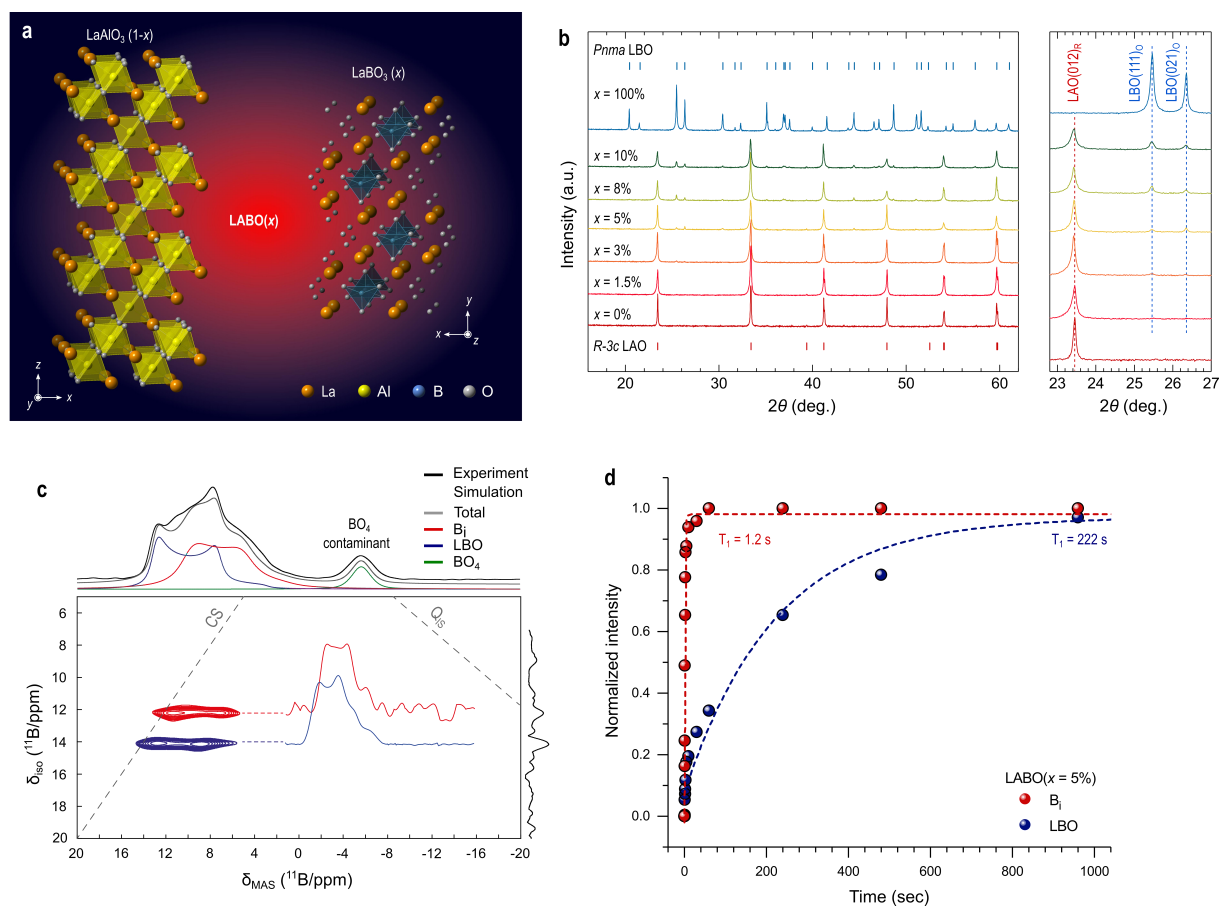 a
LaAlO₃ (1-x)
LaBO₃ (x)
LABO(x)
z
y
x
y
x
z
La
Al
B
O
b
Pnma LBO
x = 100%
x = 10%
x = 8%
x = 5%
x = 3%
x = 1.5%
x = 0%
R-3c LAO
Intensity (a.u.)
20 30 40 50 60
2θ (deg.)
LAO(012)R
LBO(111)O
LBO(021)O
23 24 25 26 27
2θ (deg.)
c
Experiment
Simulation
Total
Bi
LBO
BO₄
BO₄
contaminant
CS
QIS
6
8
10
12
14
16
18
20
δiso (¹¹B/ppm)
20 16 12 8 4 0 -4 -8 -12 -16 -20
δMAS (¹¹B/ppm)
d
1.0
0.8
0.6
0.4
0.2
0.0
Normalized intensity
T₁ = 1.2 s
T₁ = 222 s
LABO(x = 5%)
Bi
LBO
0 200 400 600 800 1000
Time (sec)